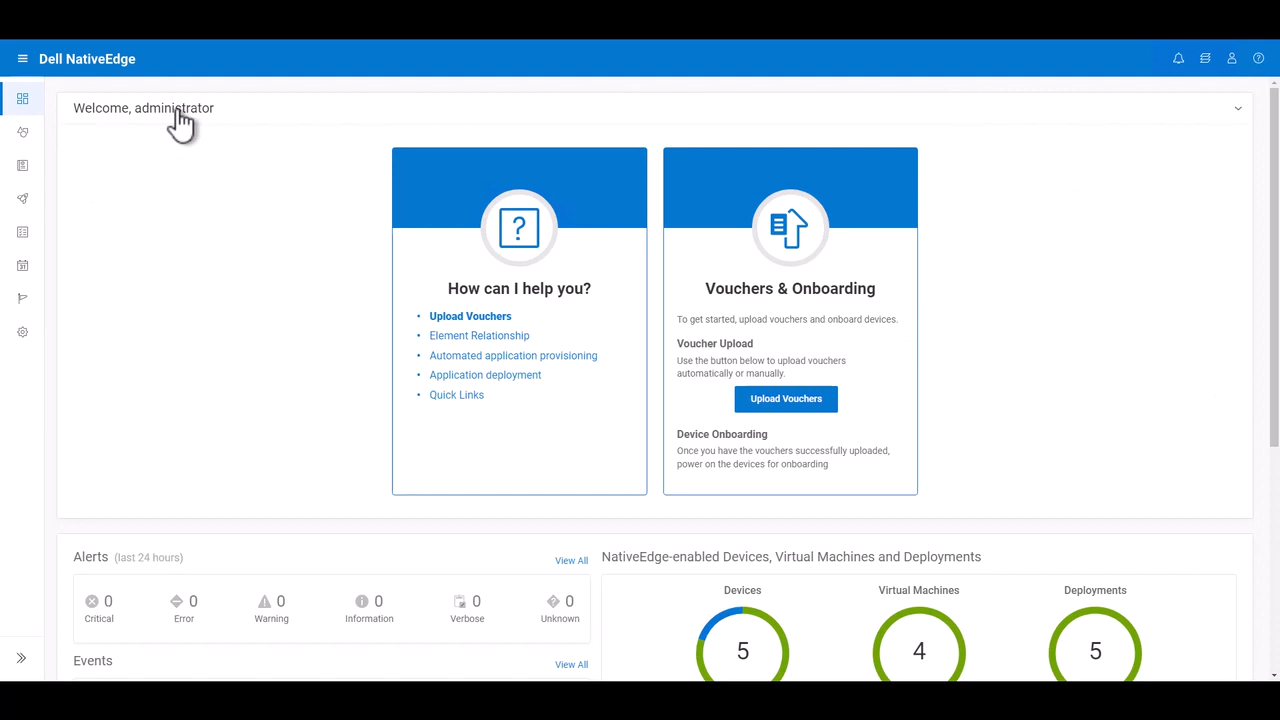 Dell NativeEdge
Welcome, administrator
?
How can I help you?
• Upload Vouchers
• Element Relationship
• Automated application provisioning
• Application deployment
• Quick Links
Vouchers & Onboarding
To get started, upload vouchers and onboard devices.
Voucher Upload
Use the button below to upload vouchers
automatically or manually.
Upload Vouchers
Device Onboarding
Once you have the vouchers successfully uploaded,
power on the devices for onboarding
31
Alerts (last 24 hours) View All
0 0 0 0 0 0
Critical Error Warning Information Verbose Unknown
Events View All
NativeEdge-enabled Devices, Virtual Machines and Deployments
Devices Virtual Machines Deployments
5 4 5